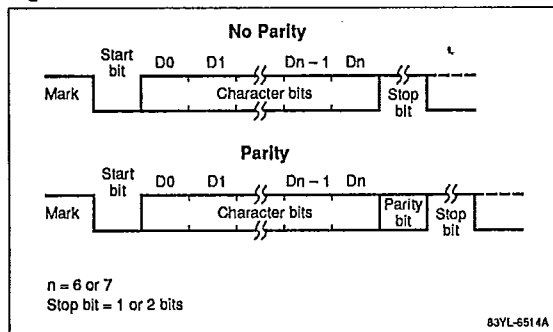 No Parity
Start bit D0 D1 Dn – 1 Dn
Mark Character bits Stop bit
Parity
Start bit D0 D1 Dn – 1 Dn
Mark Character bits Parity bit Stop bit
n = 6 or 7
Stop bit = 1 or 2 bits
83YL-6514A